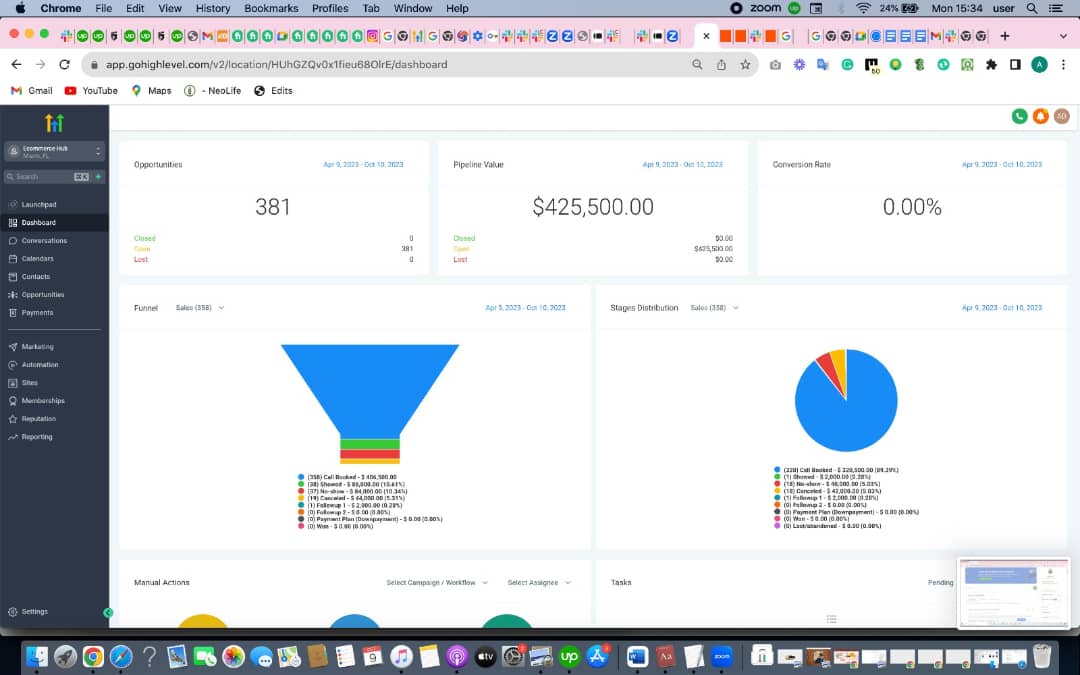 Chrome File Edit View History Bookmarks Profiles Tab Window Help zoom up 24% Mon 15:34 user
app.gohighlevel.com/v2/location/HUhGZQv0x1fieu68OlrE/dashboard
Gmail YouTube Maps - NeoLife Edits
AD
Ecommerce Hub
Miami, FL
Search ⌘K +
Launchpad
Dashboard
Conversations
Calendars
Contacts
Opportunities
Payments
Marketing
Automation
Sites
Memberships
Reputation
Reporting
Settings
Opportunities Apr 9, 2023 - Oct 10, 2023
381
Closed 0
Open 381
Lost 0
Pipeline Value Apr 9, 2023 - Oct 10, 2023
$425,500.00
Closed $0.00
Open $425,500.00
Lost $0.00
Conversion Rate Apr 9, 2023 - Oct 10, 2023
0.00%
Funnel Sales (358) Apr 9, 2023 - Oct 10, 2023
(358) Call Booked - $ 406,500.00
(38) Showed - $ 86,000.00 (10.61%)
(37) No-show - $ 84,000.00 (10.34%)
(19) Canceled - $ 44,000.00 (5.31%)
(1) Followup 1 - $ 2,000.00 (0.28%)
(0) Followup 2 - $ 0.00 (0.00%)
(0) Payment Plan (Downpayment) - $ 0.00 (0.00%)
(0) Won - $ 0.00 (0.00%)
Stages Distribution Sales (358) Apr 9, 2023 - Oct 10, 2023
(320) Call Booked - $ 320,500.00 (89.39%)
(1) Showed - $ 2,000.00 (0.28%)
(18) No-show - $ 40,000.00 (5.03%)
(18) Canceled - $ 42,000.00 (5.03%)
(1) Followup 1 - $ 2,000.00 (0.28%)
(0) Followup 2 - $ 0.00 (0.00%)
(0) Payment Plan (Downpayment) - $ 0.00 (0.00%)
(0) Won - $ 0.00 (0.00%)
(0) Lost/abandoned - $ 0.00 (0.00%)
Manual Actions Select Campaign / Workflow Select Assignee
Tasks Pending